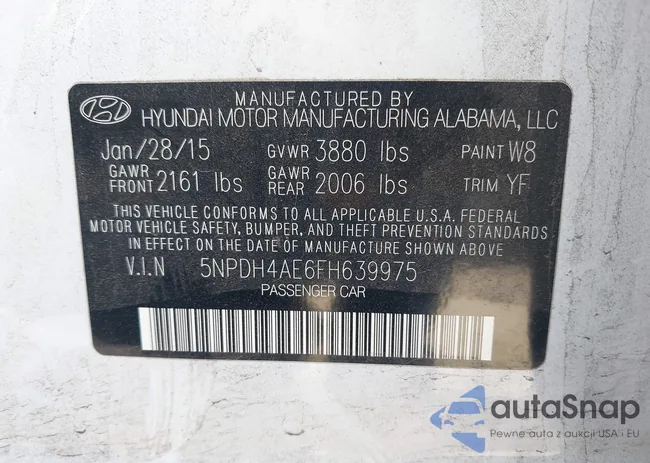 MANUFACTURED BY
HYUNDAI MOTOR MANUFACTURING ALABAMA, LLC
Jan/28/15 GVWR 3880 lbs PAINT W8
GAWR FRONT 2161 lbs GAWR REAR 2006 lbs TRIM YF
THIS VEHICLE CONFORMS TO ALL APPLICABLE U.S.A. FEDERAL
MOTOR VEHICLE SAFETY, BUMPER, AND THEFT PREVENTION STANDARDS
IN EFFECT ON THE DATE OF MANUFACTURE SHOWN ABOVE
V.I.N 5NPDH4AE6FH639975
PASSENGER CAR
autaSnap
Pewne auta z aukcji USA i EU